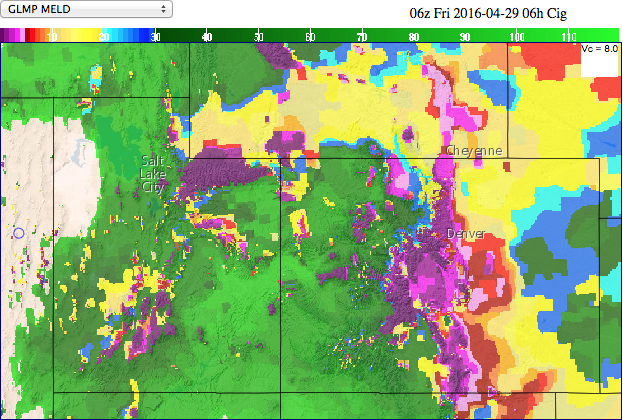 GLMP MELD
06z Fri 2016-04-29 06h Cig
10 20 30 40 50 60 70 80 90 100 110
Vc = 8.0
Cheyenne
Salt
Lake
City
Denver